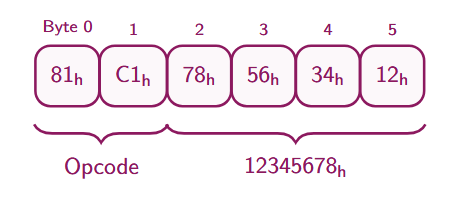 Byte 0 1 2 3 4 5
81h C1h 78h 56h 34h 12h
Opcode 12345678h